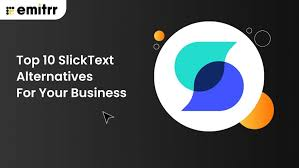 emitrr
Top 10 SlickText
Alternatives
For Your Business